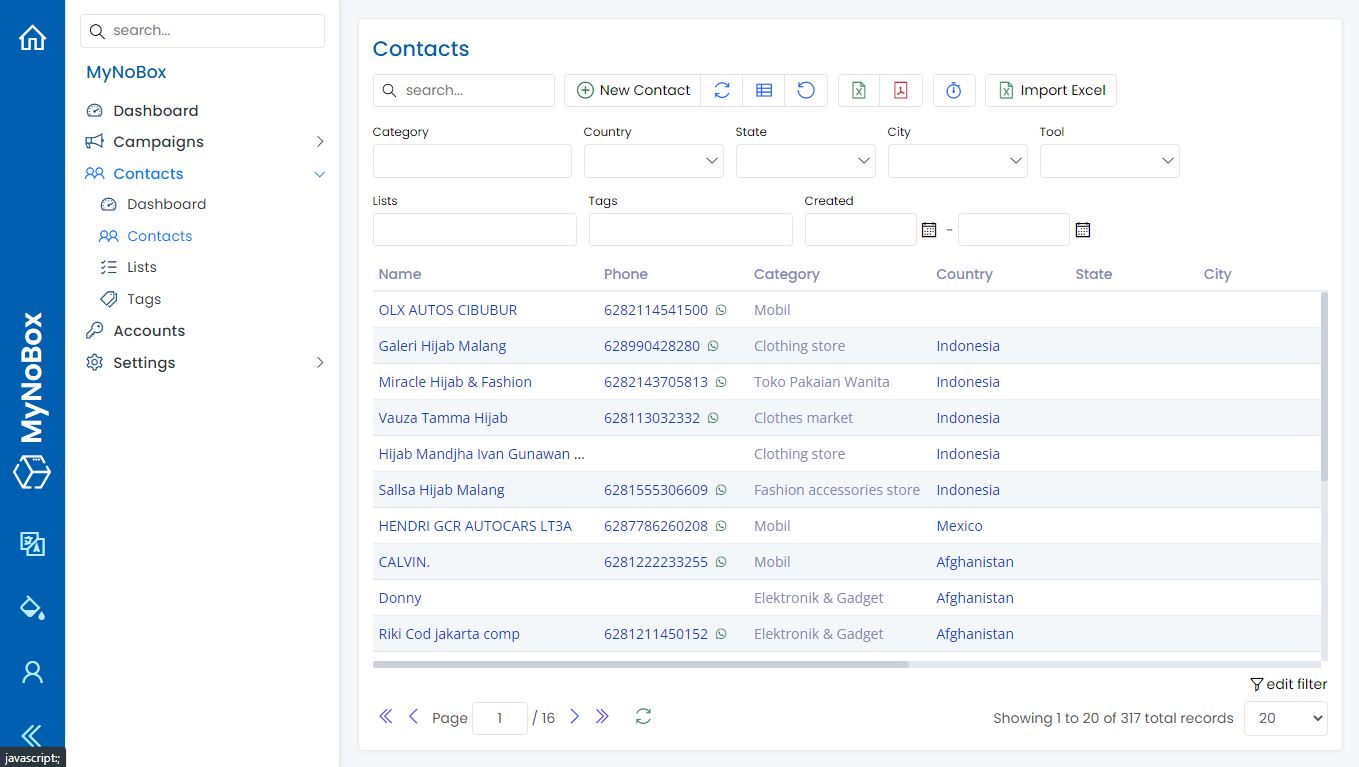 search...
MyNoBox
Dashboard
Campaigns
Contacts
Dashboard
Contacts
Lists
Tags
Accounts
Settings
MyNoBox
javascript:;
Contacts
search... New Contact Import Excel
Category Country State City Tool
Lists Tags Created
-
Name Phone Category Country State City
OLX AUTOS CIBUBUR 6282114541500 Mobil
Galeri Hijab Malang 628990428280 Clothing store Indonesia
Miracle Hijab & Fashion 6282143705813 Toko Pakaian Wanita Indonesia
Vauza Tamma Hijab 628113032332 Clothes market Indonesia
Hijab Mandjha Ivan Gunawan ... Clothing store Indonesia
Sallsa Hijab Malang 6281555306609 Fashion accessories store Indonesia
HENDRI GCR AUTOCARS LT3A 6287786260208 Mobil Mexico
CALVIN. 6281222233255 Mobil Afghanistan
Donny Elektronik & Gadget Afghanistan
Riki Cod jakarta comp 6281211450152 Elektronik & Gadget Afghanistan
edit filter
Page 1 / 16 Showing 1 to 20 of 317 total records 20